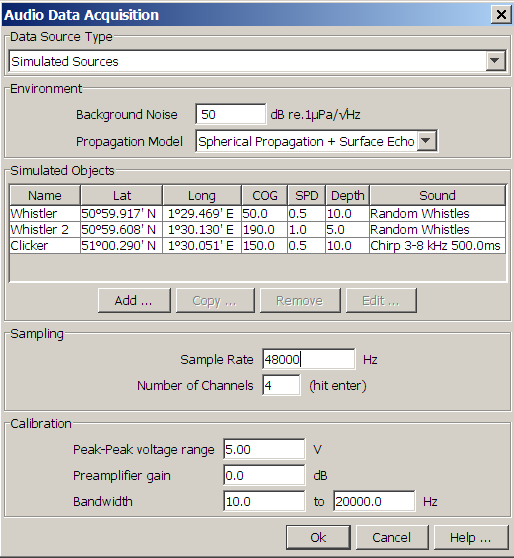 Audio Data Acquisition
Data Source Type
Simulated Sources
Environment
Background Noise 50 dB re.1µPa/√Hz
Propagation Model Spherical Propagation + Surface Echo
Simulated Objects
Name Lat Long COG SPD Depth Sound
Whistler 50º59.917' N 1º29.469' E 50.0 0.5 10.0 Random Whistles
Whistler 2 50º59.608' N 1º30.130' E 190.0 1.0 5.0 Random Whistles
Clicker 51º00.290' N 1º30.051' E 150.0 0.5 10.0 Chirp 3-8 kHz 500.0ms
Add ... Copy ... Remove Edit ...
Sampling
Sample Rate 48000 Hz
Number of Channels 4 (hit enter)
Calibration
Peak-Peak voltage range 5.00 V
Preamplifier gain 0.0 dB
Bandwidth 10.0 to 20000.0 Hz
Ok Cancel Help ...